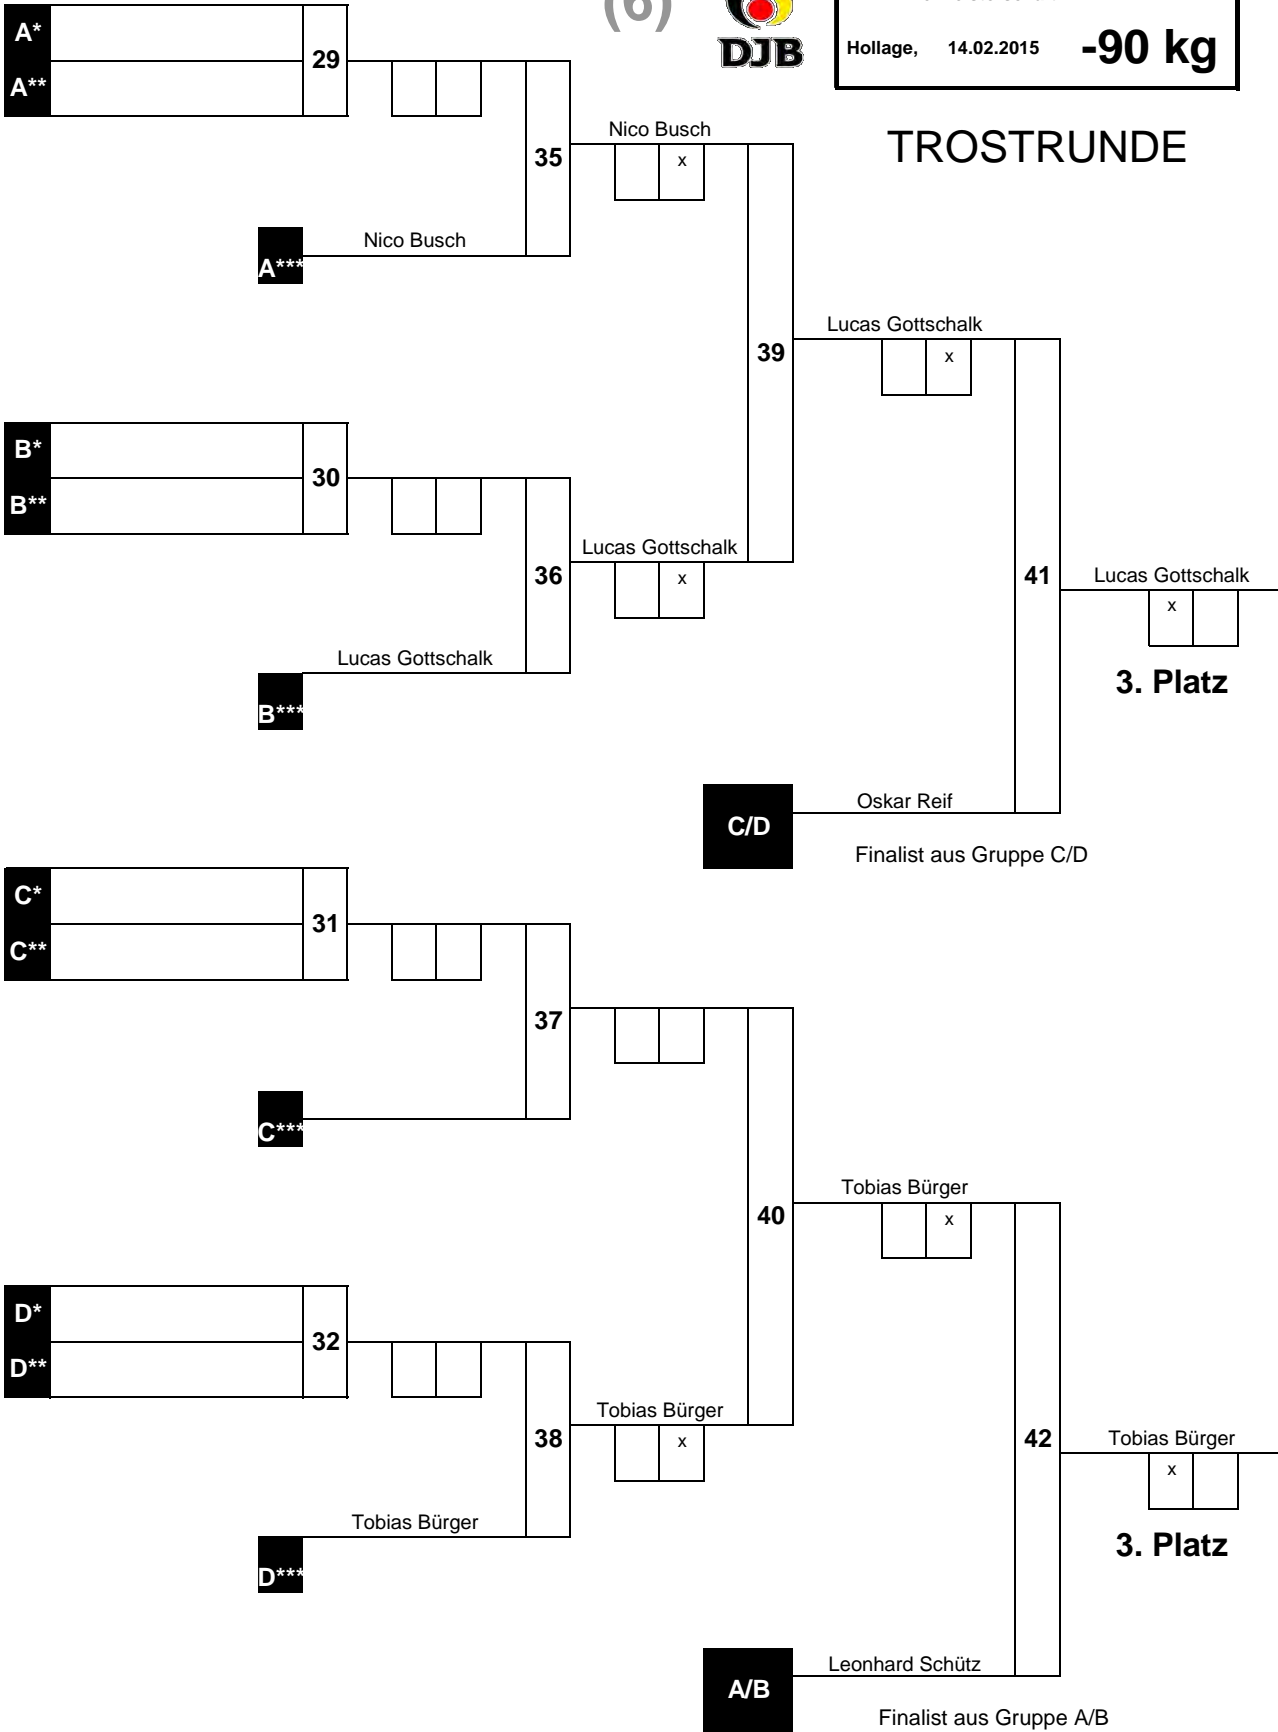 (6)
DJB
Hollage, 14.02.2015 -90 kg
TROSTRUNDE
A*
A**
29
35
Nico Busch
x
Nico Busch
A***
39
Lucas Gottschalk
x
B*
B**
30
36
Lucas Gottschalk
x
Lucas Gottschalk
B***
41
Lucas Gottschalk
x
3. Platz
C/D
Oskar Reif
Finalist aus Gruppe C/D
C*
C**
31
37
C***
40
Tobias Bürger
x
D*
D**
32
38
Tobias Bürger
x
Tobias Bürger
D***
42
Tobias Bürger
x
3. Platz
A/B
Leonhard Schütz
Finalist aus Gruppe A/B